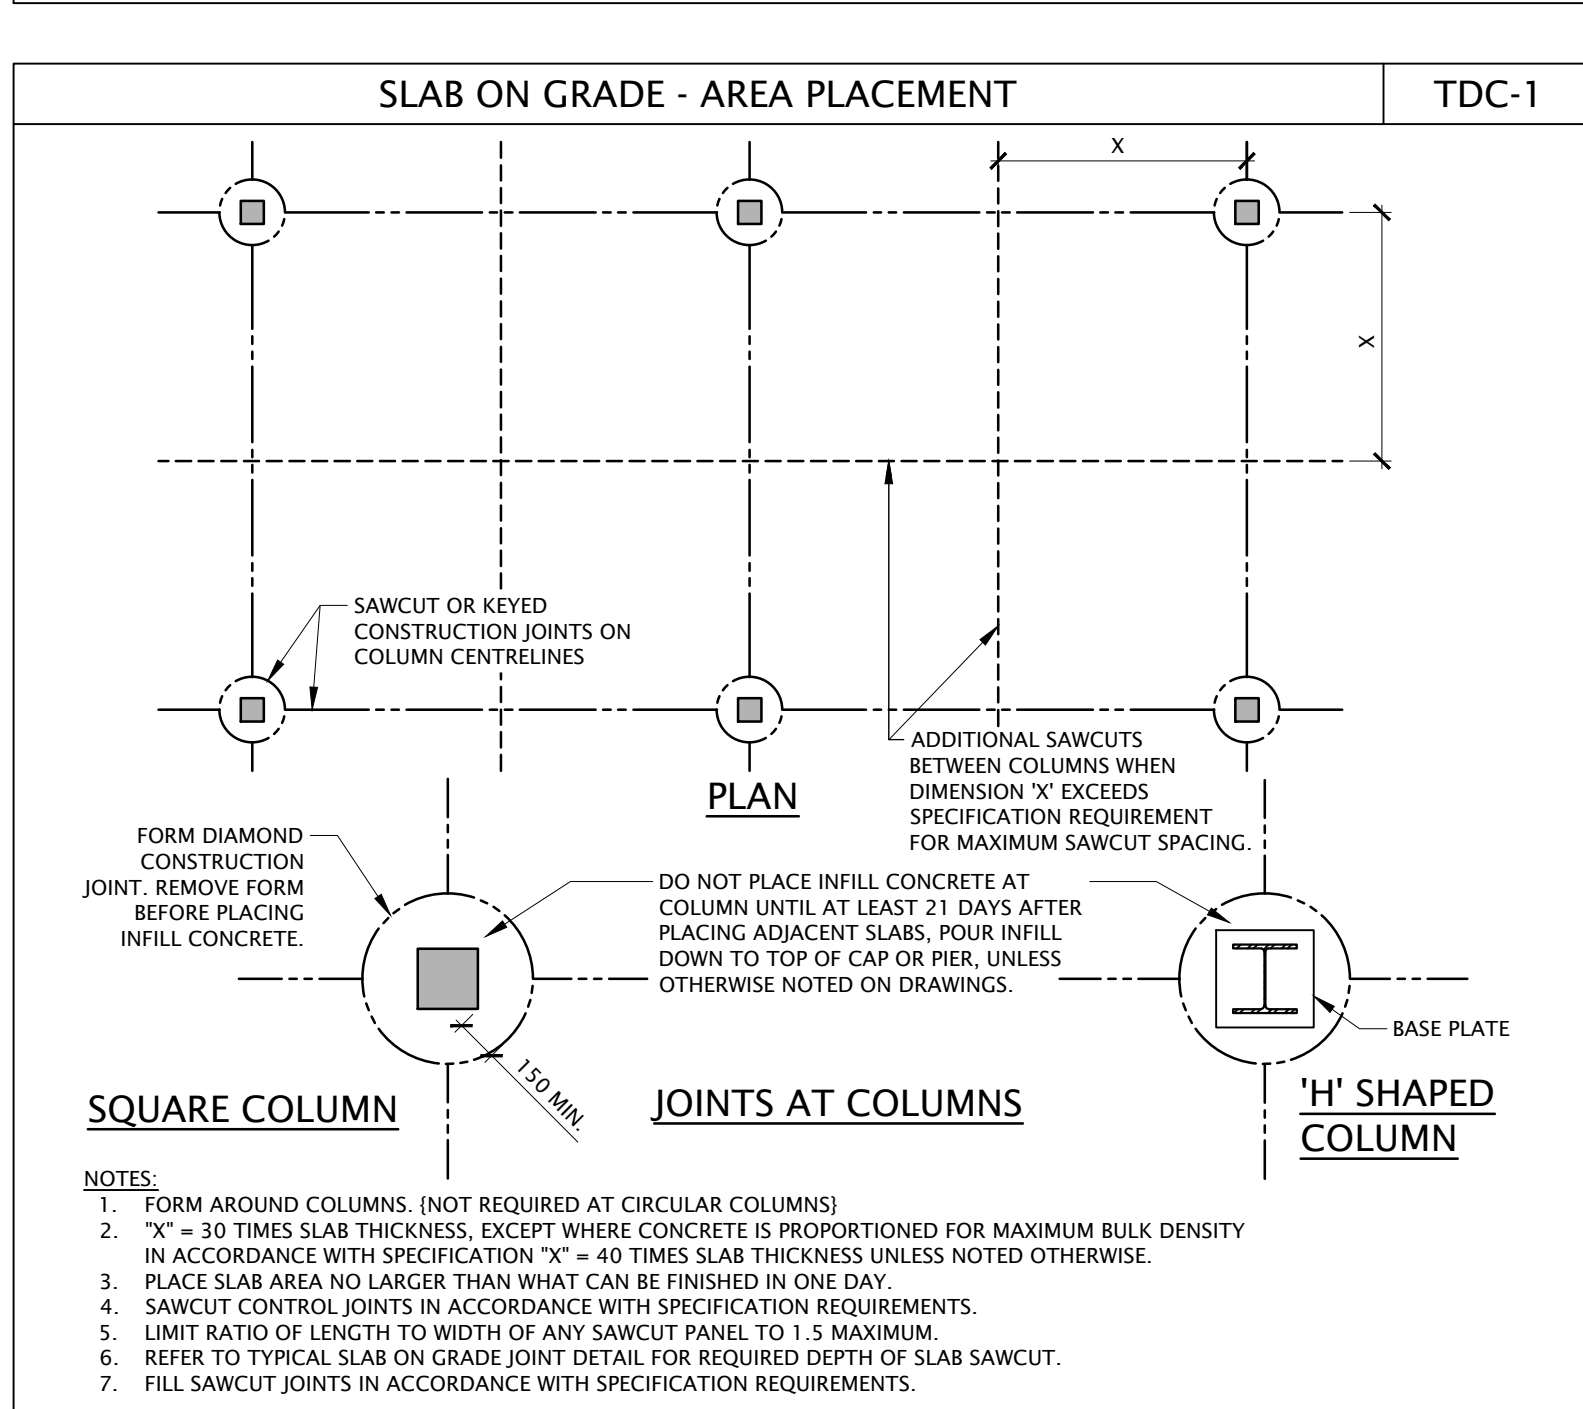 SLAB ON GRADE - AREA PLACEMENT
TDC-1
X
X
SAWCUT OR KEYED
CONSTRUCTION JOINTS ON
COLUMN CENTRELINES
ADDITIONAL SAWCUTS
BETWEEN COLUMNS WHEN
DIMENSION 'X' EXCEEDS
SPECIFICATION REQUIREMENT
FOR MAXIMUM SAWCUT SPACING.
PLAN
FORM DIAMOND
CONSTRUCTION
JOINT. REMOVE FORM
BEFORE PLACING
INFILL CONCRETE.
DO NOT PLACE INFILL CONCRETE AT
COLUMN UNTIL AT LEAST 21 DAYS AFTER
PLACING ADJACENT SLABS, POUR INFILL
DOWN TO TOP OF CAP OR PIER, UNLESS
OTHERWISE NOTED ON DRAWINGS.
BASE PLATE
150 MIN.
SQUARE COLUMN
JOINTS AT COLUMNS
'H' SHAPED
COLUMN
NOTES:
1. FORM AROUND COLUMNS. {NOT REQUIRED AT CIRCULAR COLUMNS}
2. "X" = 30 TIMES SLAB THICKNESS, EXCEPT WHERE CONCRETE IS PROPORTIONED FOR MAXIMUM BULK DENSITY
IN ACCORDANCE WITH SPECIFICATION "X" = 40 TIMES SLAB THICKNESS UNLESS NOTED OTHERWISE.
3. PLACE SLAB AREA NO LARGER THAN WHAT CAN BE FINISHED IN ONE DAY.
4. SAWCUT CONTROL JOINTS IN ACCORDANCE WITH SPECIFICATION REQUIREMENTS.
5. LIMIT RATIO OF LENGTH TO WIDTH OF ANY SAWCUT PANEL TO 1.5 MAXIMUM.
6. REFER TO TYPICAL SLAB ON GRADE JOINT DETAIL FOR REQUIRED DEPTH OF SLAB SAWCUT.
7. FILL SAWCUT JOINTS IN ACCORDANCE WITH SPECIFICATION REQUIREMENTS.